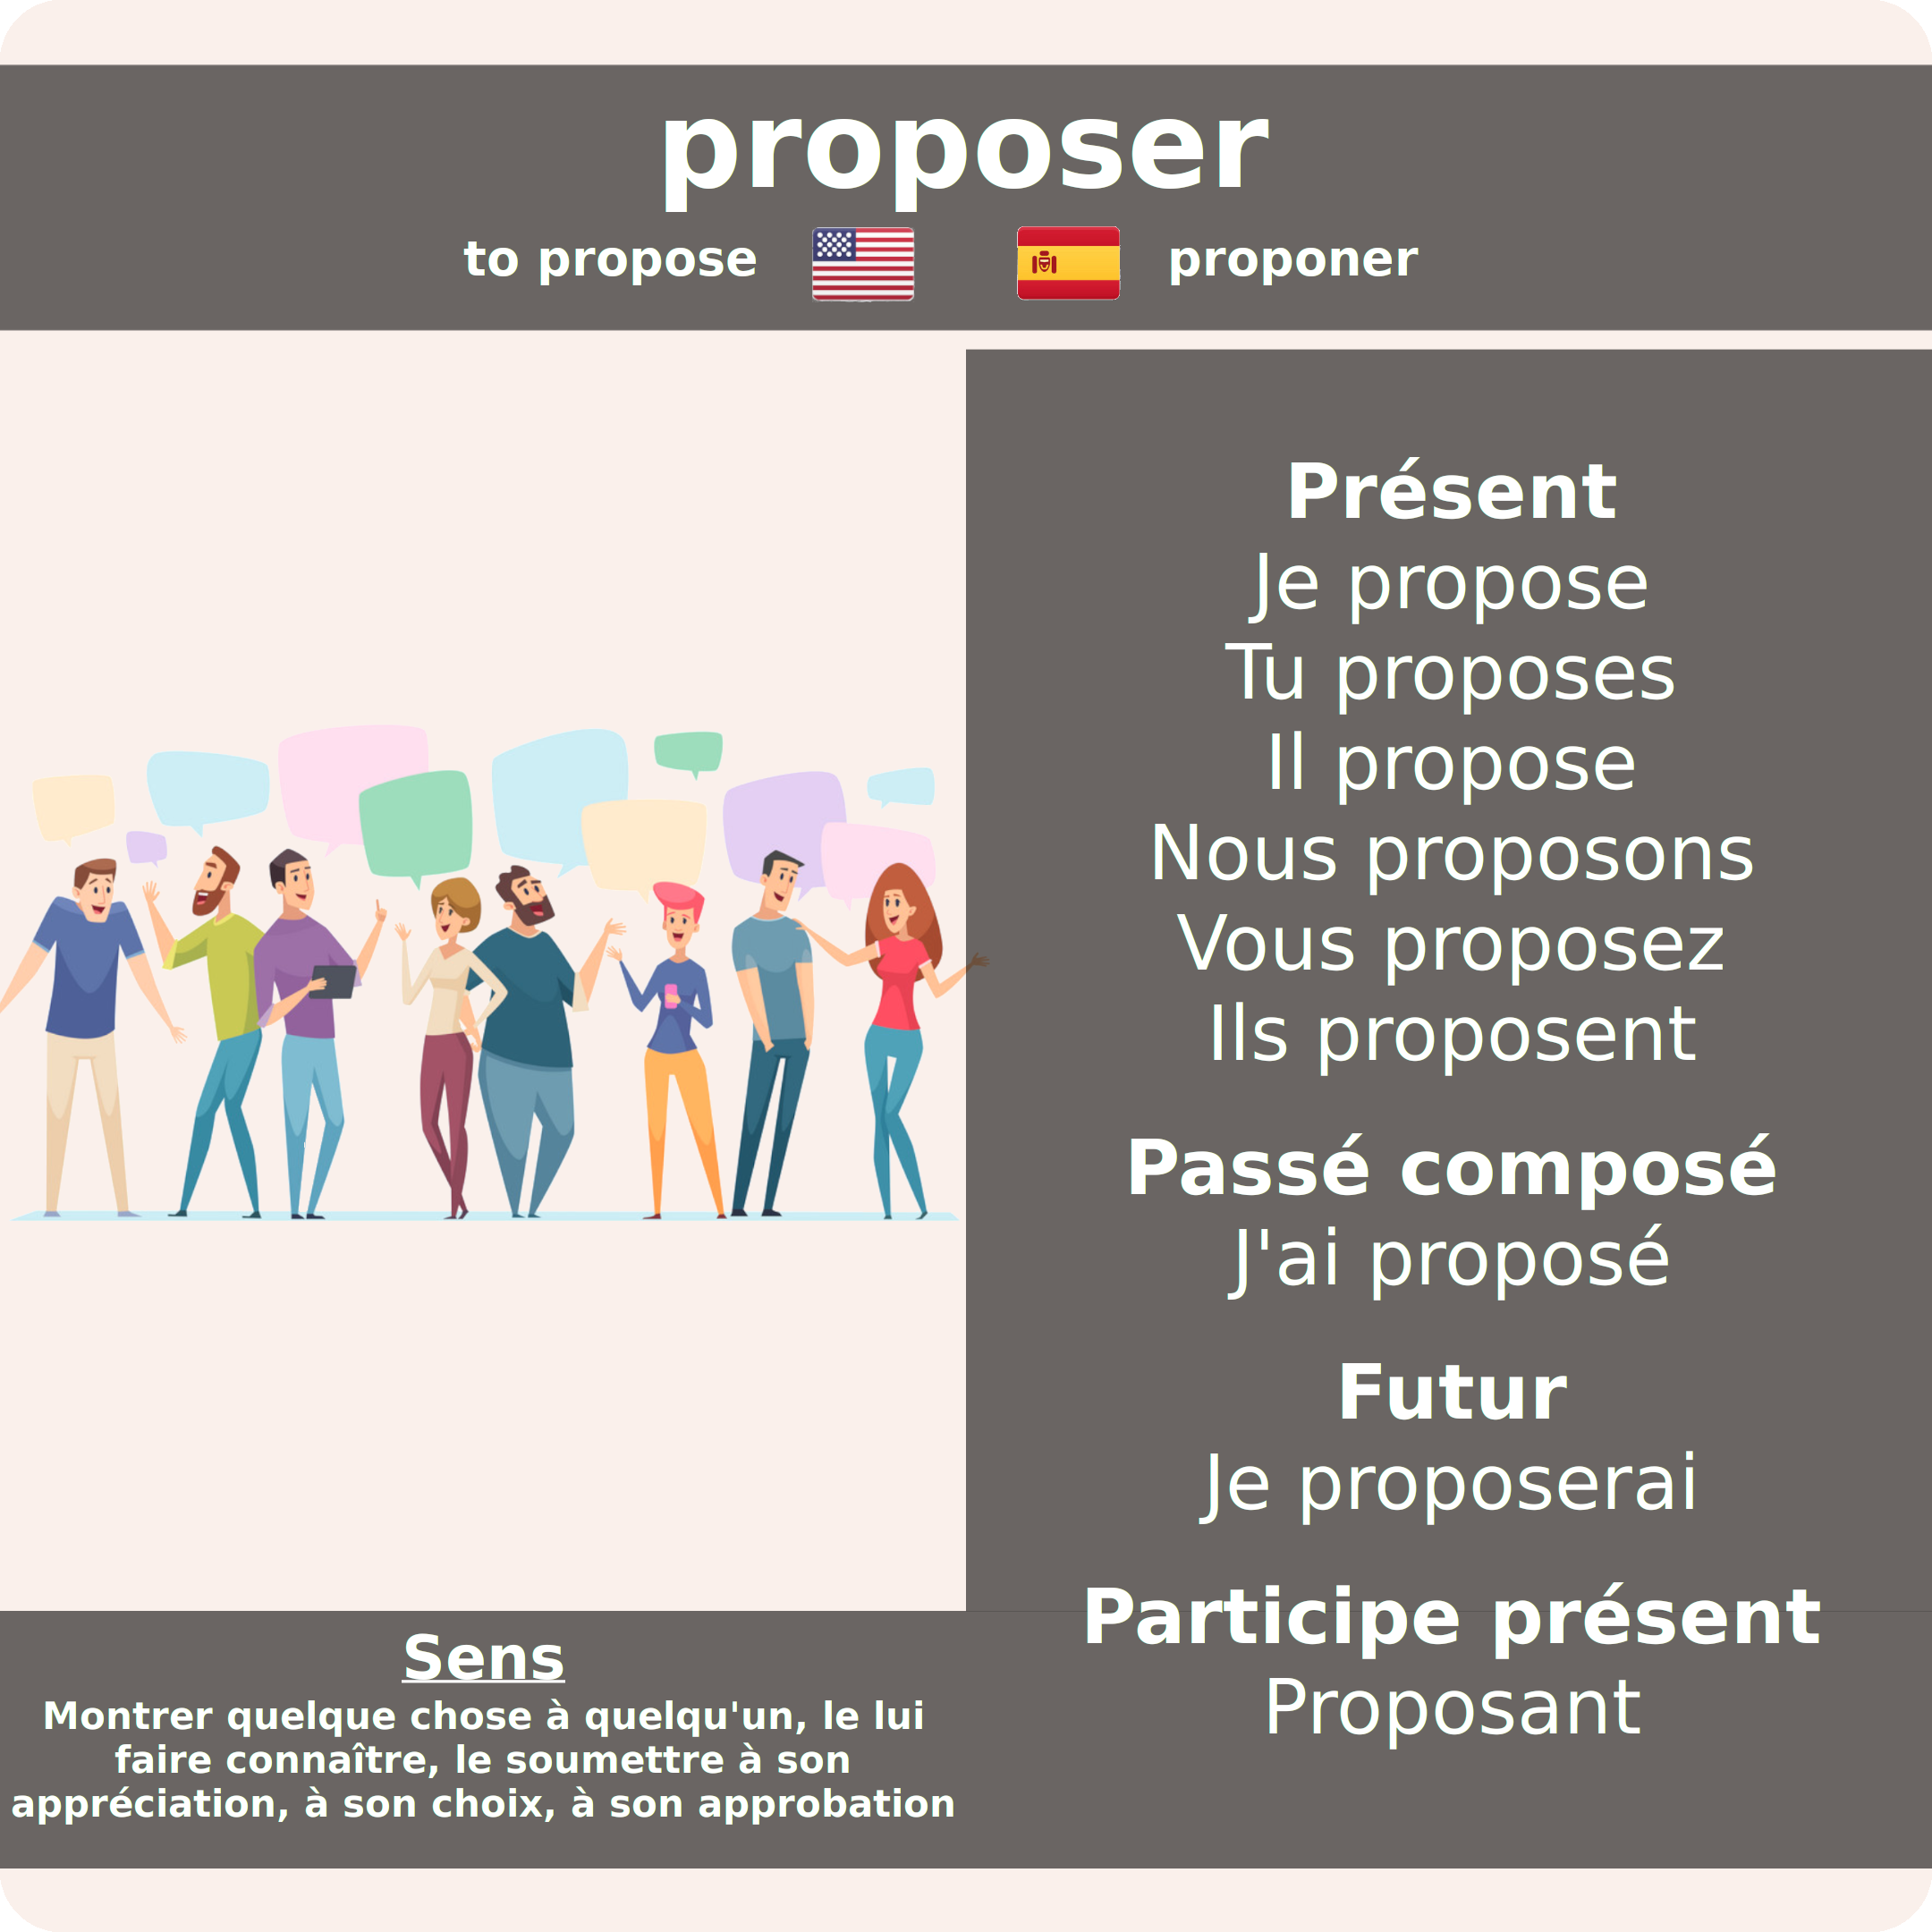 proposer
to propose
proponer
Présent
Je propose
Tu proposes
Il propose
Nous proposons
Vous proposez
Ils proposent
Passé composé
J'ai proposé
Futur
Je proposerai
Participe présent
Proposant
Sens
Montrer quelque chose à quelqu'un, le lui
faire connaître, le soumettre à son
appréciation, à son choix, à son approbation